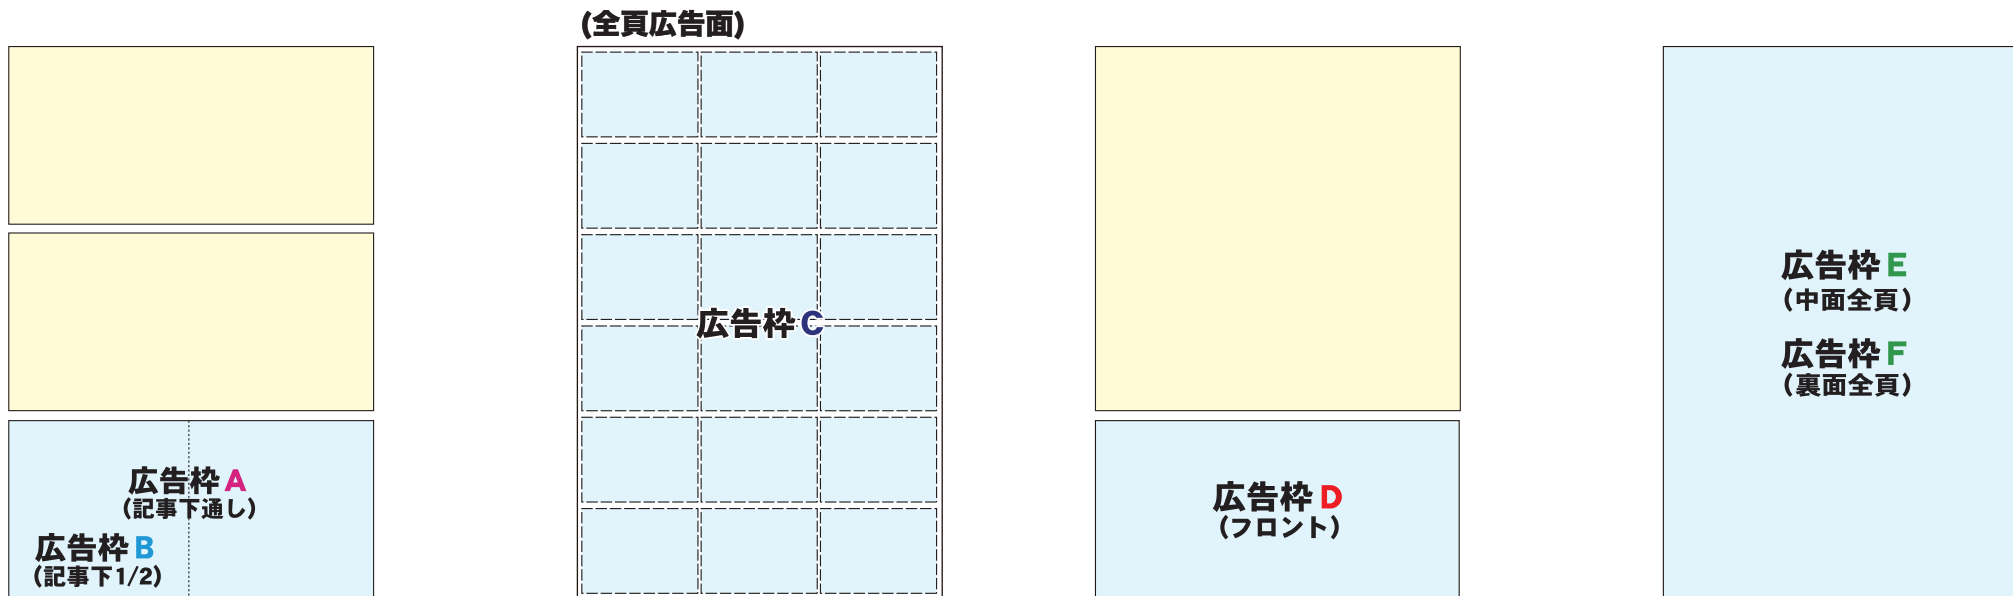 (全頁広告面)
広告枠A
(記事下通し)
広告枠B
(記事下1/2)
広告枠C
広告枠D
(フロント)
広告枠E
(中面全頁)
広告枠F
(裏面全頁)